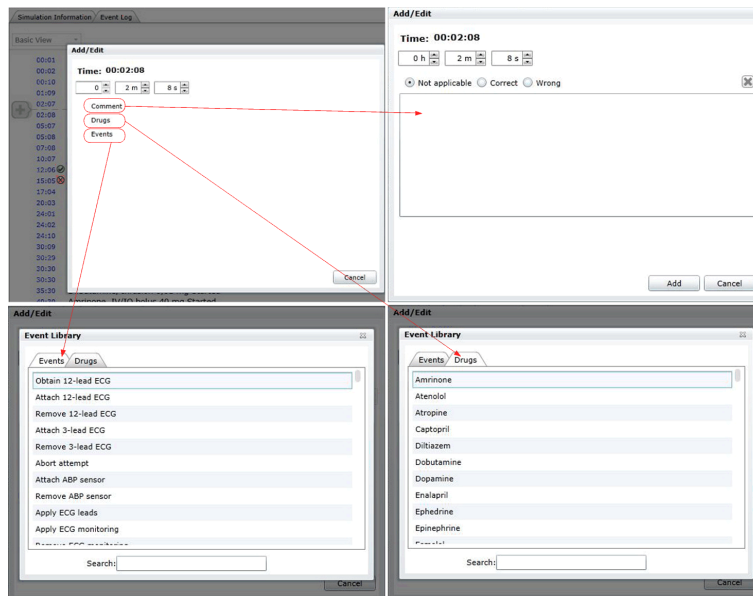 Simulation Information Event Log
Basic View
00:01
00:02
00:10
01:09
02:07
02:08
05:07
05:08
07:08
10:07
12:06
15:05
17:04
20:03
24:01
24:02
24:10
30:09
30:29
30:30
30:30
35:30
40:30 Amrinone, IV/IO bolus 40 mg Started
Add/Edit
Time: 00:02:08
0 2 m 8 s
Comment
Drugs
Events
Cancel
Add/Edit
Time: 00:02:08
0 h 2 m 8 s
Not applicable Correct Wrong
Add Cancel
Add/Edit
Event Library
Events Drugs
Obtain 12-lead ECG
Attach 12-lead ECG
Remove 12-lead ECG
Attach 3-lead ECG
Remove 3-lead ECG
Abort attempt
Attach ABP sensor
Remove ABP sensor
Apply ECG leads
Apply ECG monitoring
Remove ECG monitoring
Search:
Cancel
Add/Edit
Event Library
Events Drugs
Amrinone
Atenolol
Atropine
Captopril
Diltiazem
Dobutamine
Dopamine
Enalapril
Ephedrine
Epinephrine
Search:
Cancel